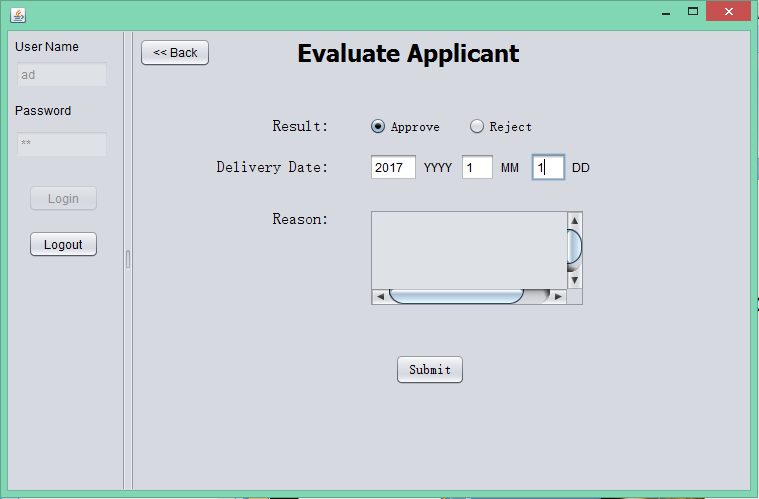 User Name
ad
Password
**
Login
Logout
<< Back
Evaluate Applicant
Result: Approve Reject
Delivery Date: 2017 YYYY 1 MM 1 DD
Reason:
Submit